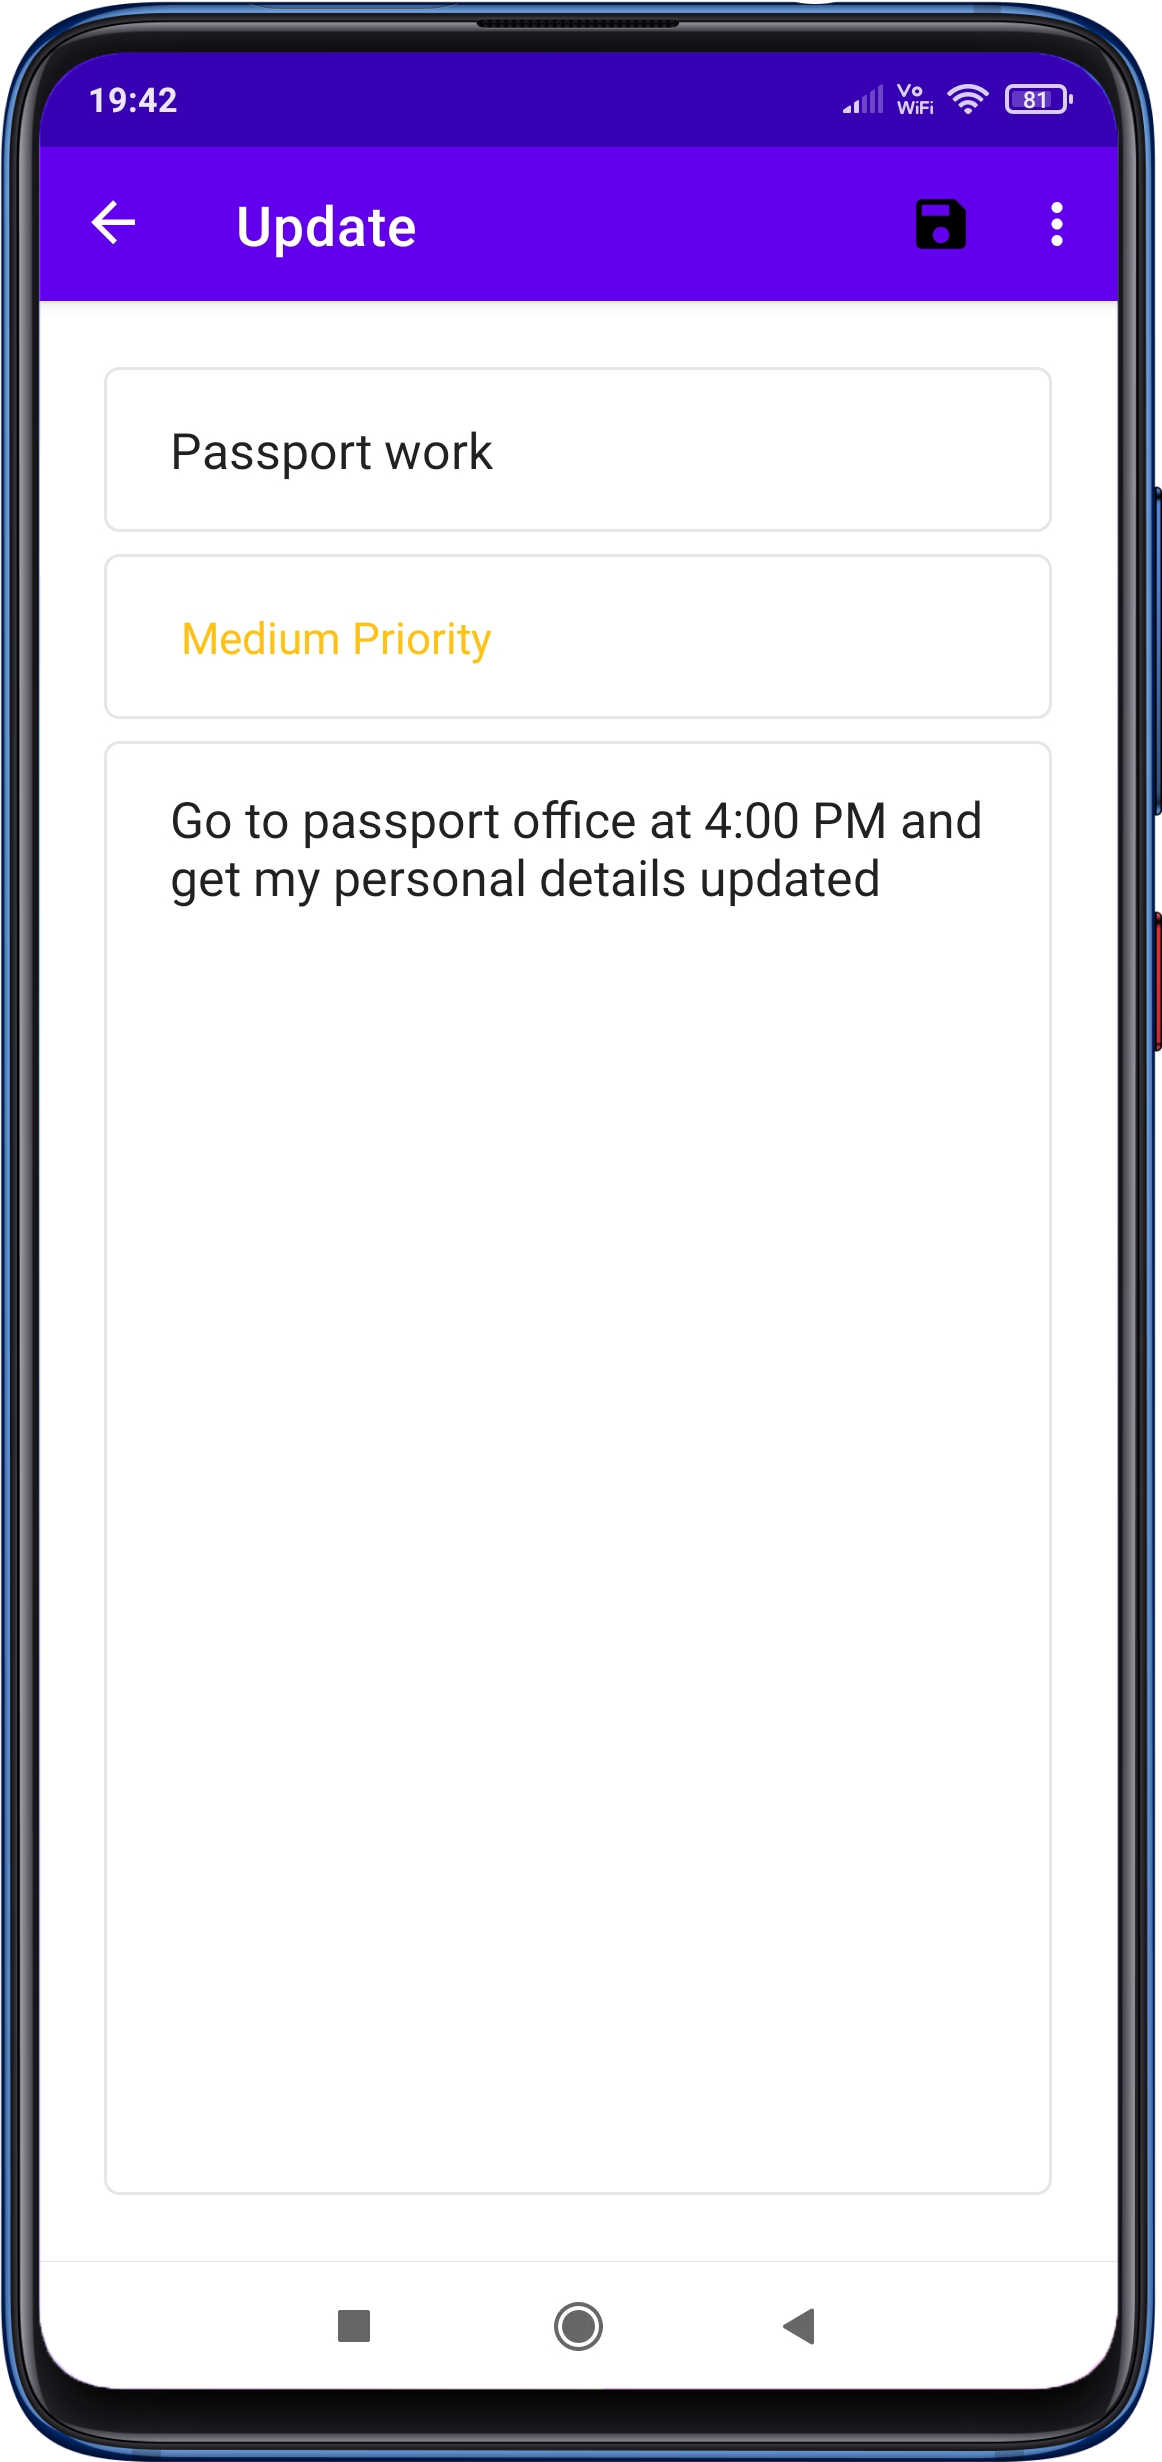 19:42
Vo
WiFi
81
Update
Passport work
Medium Priority
Go to passport office at 4:00 PM and
get my personal details updated